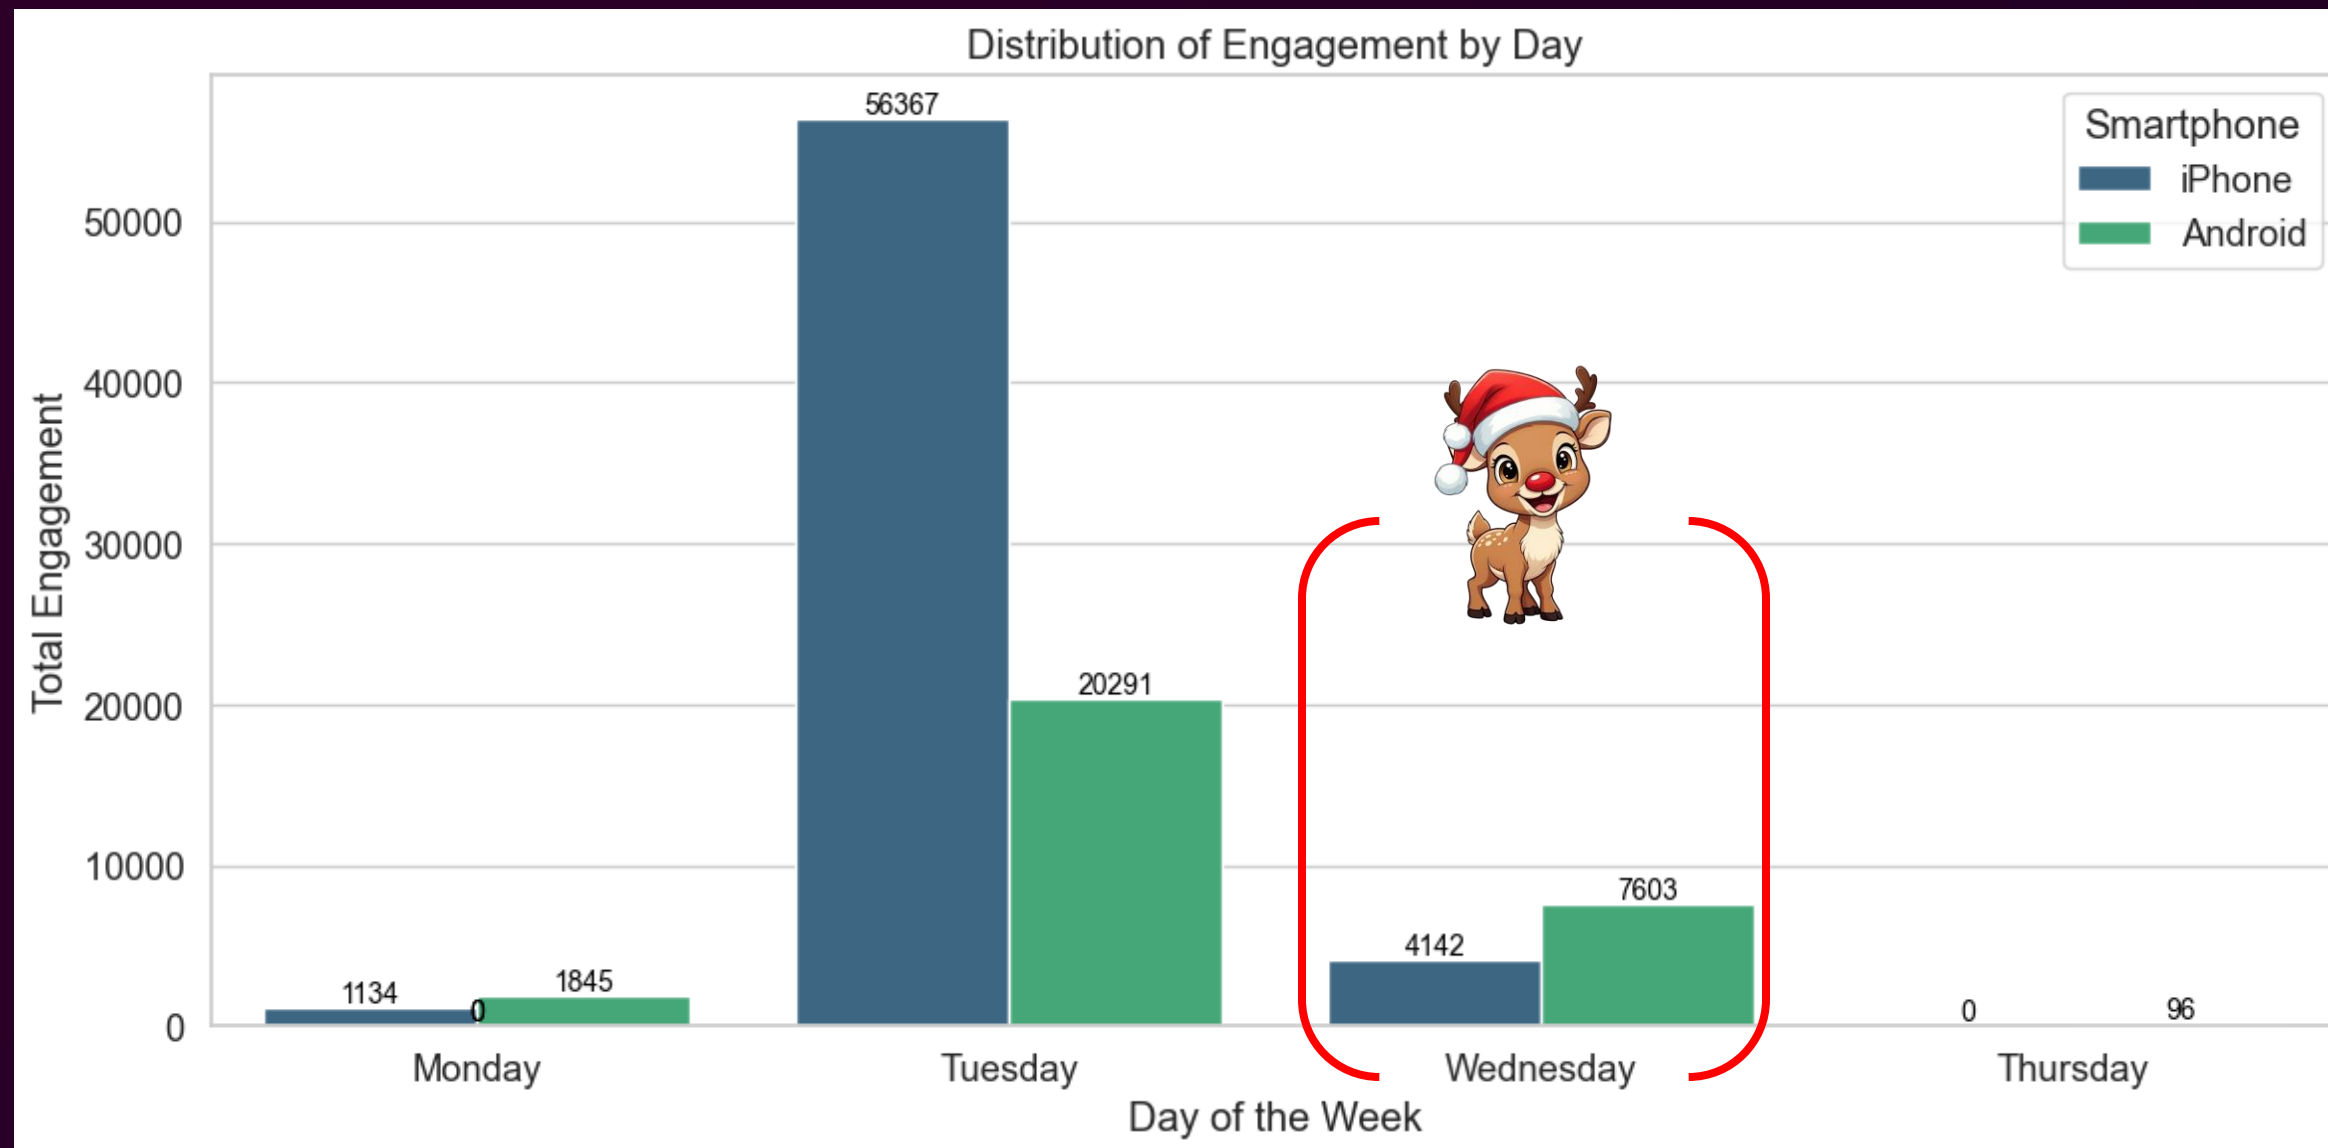 Distribution of Engagement by Day
Smartphone
iPhone
Android
Total Engagement
50000
40000
30000
20000
10000
0
1134
0
1845
56367
20291
4142
7603
0
96
Monday
Tuesday
Wednesday
Thursday
Day of the Week